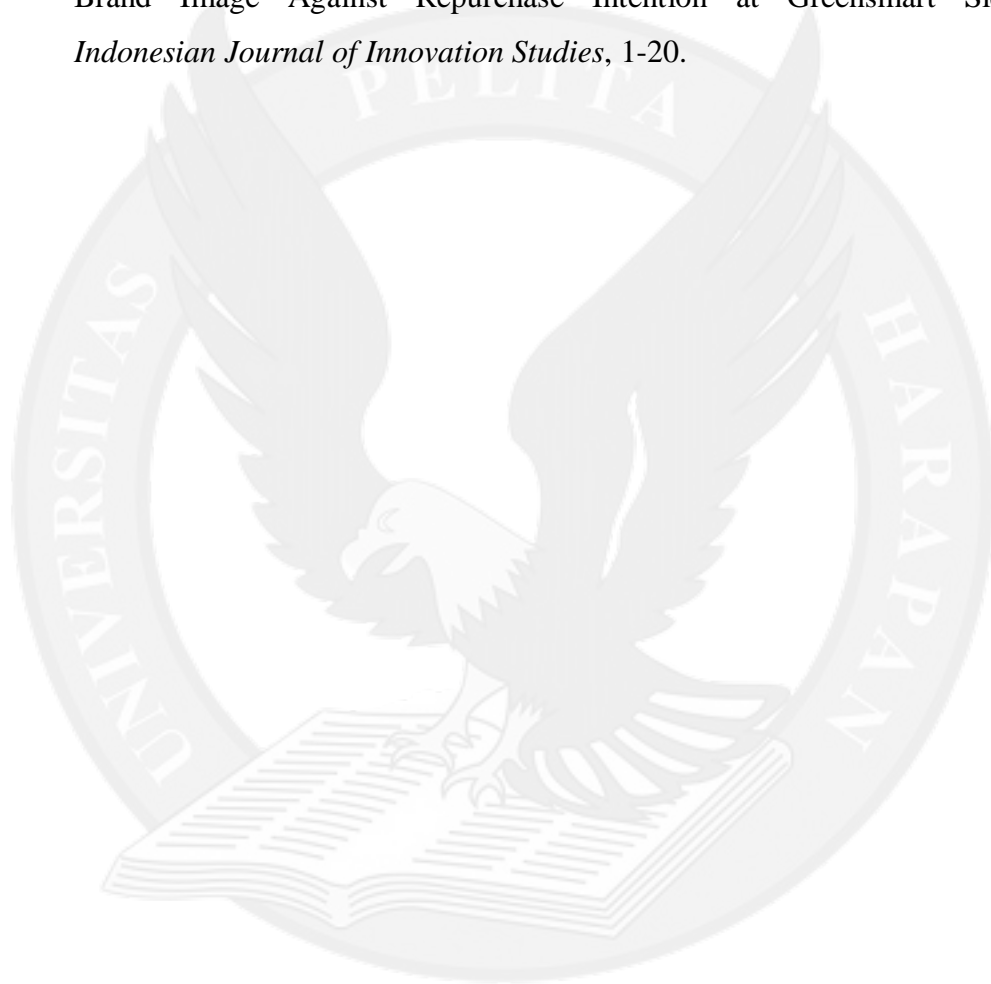 Brand Image Against Repurchase Intention at Greensmart
Indonesian Journal of Innovation Studies, 1-20.
PELITA
UNIVERSITAS
HARAPAN